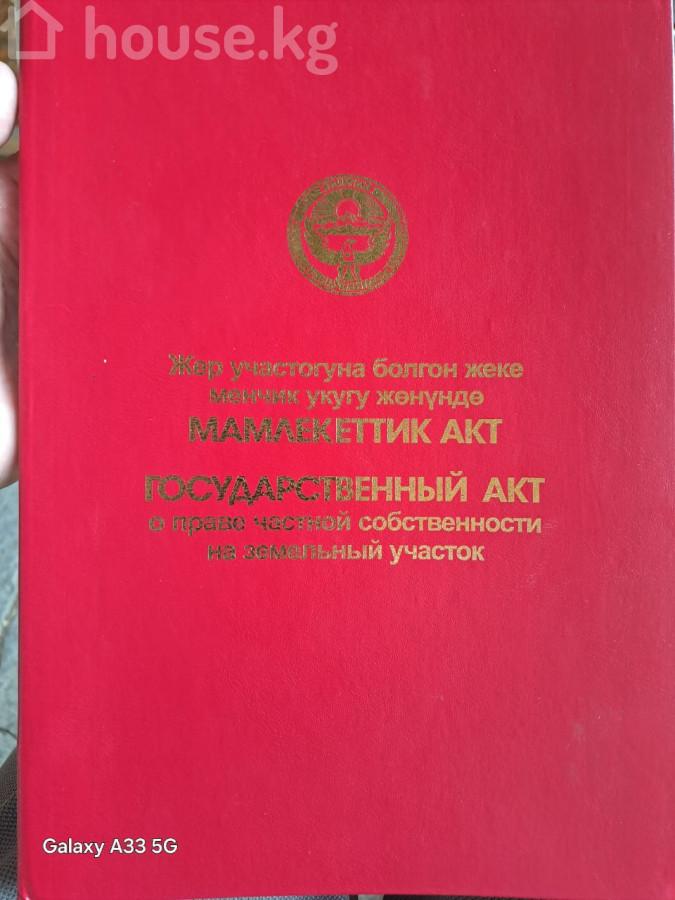 house.kg
Жер участогуна болгон жеке
менчик укугу жөнүндө
МАМЛЕКЕТТИК АКТ
ГОСУДАРСТВЕННЫЙ АКТ
о праве частной собственности
на земельный участок
Galaxy A33 5G